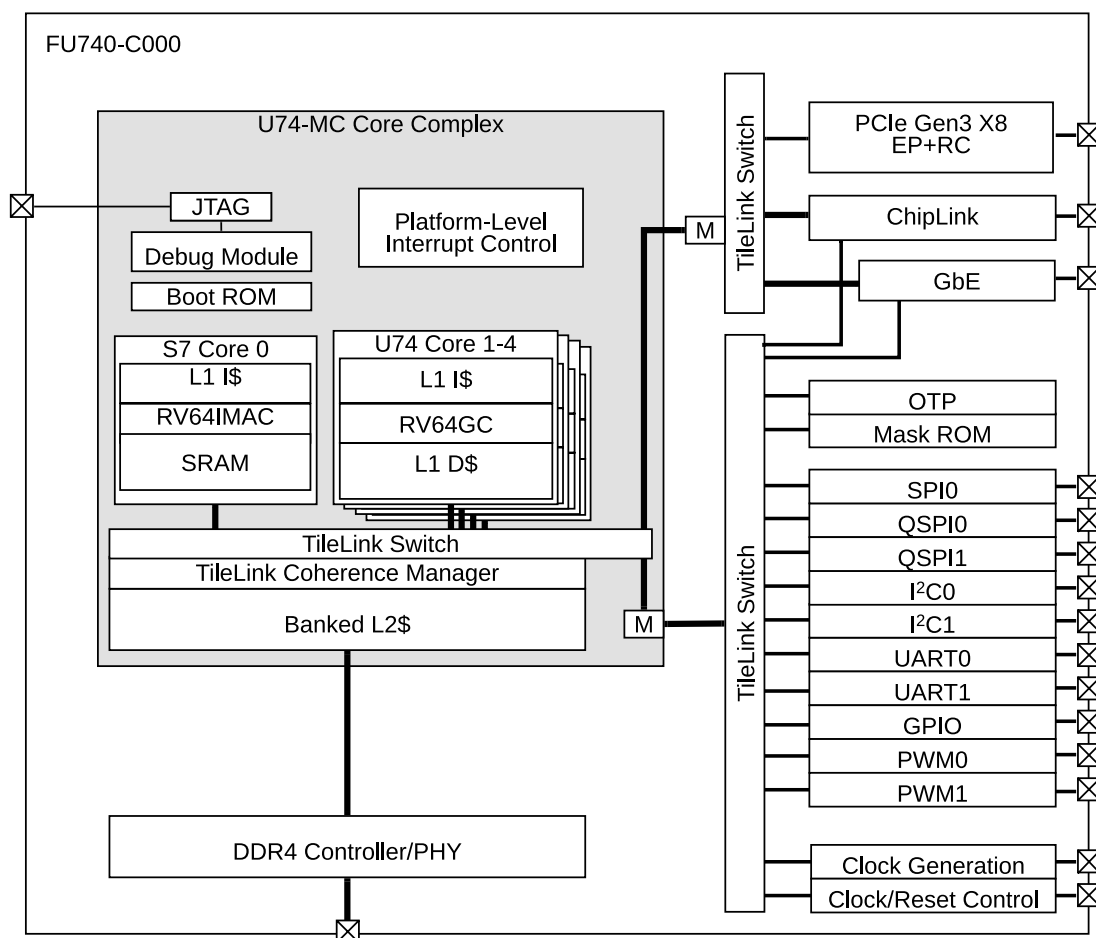 FU740-C000
U74-MC Core Complex
JTAG
Debug Module
Boot ROM
Platform-Level
Interrupt Control
S7 Core 0
L1 I$
RV64IMAC
SRAM
U74 Core 1-4
L1 I$
RV64GC
L1 D$
TileLink Switch
TileLink Coherence Manager
Banked L2$
M
M
DDR4 Controller/PHY
TileLink Switch
PCIe Gen3 X8
EP+RC
ChipLink
GbE
TileLink Switch
OTP
Mask ROM
SPI0
QSPI0
QSPI1
I²C0
I²C1
UART0
UART1
GPIO
PWM0
PWM1
Clock Generation
Clock/Reset Control